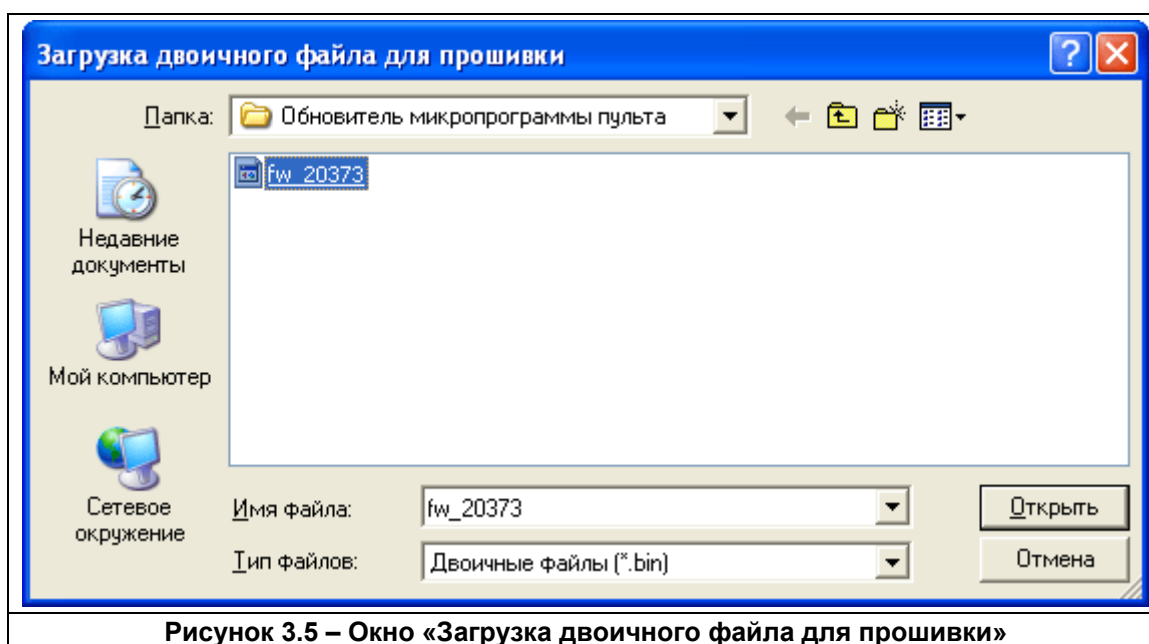 Загрузка двоичного файла для прошивки
Папка: Обновитель микропрограммы пульта
fw_20373
Недавние
документы
Мой компьютер
Сетевое
окружение
Имя файла: fw_20373 Открыть
Тип файлов: Двоичные файлы (*.bin) Отмена
Рисунок 3.5 – Окно «Загрузка двоичного файла для прошивки»